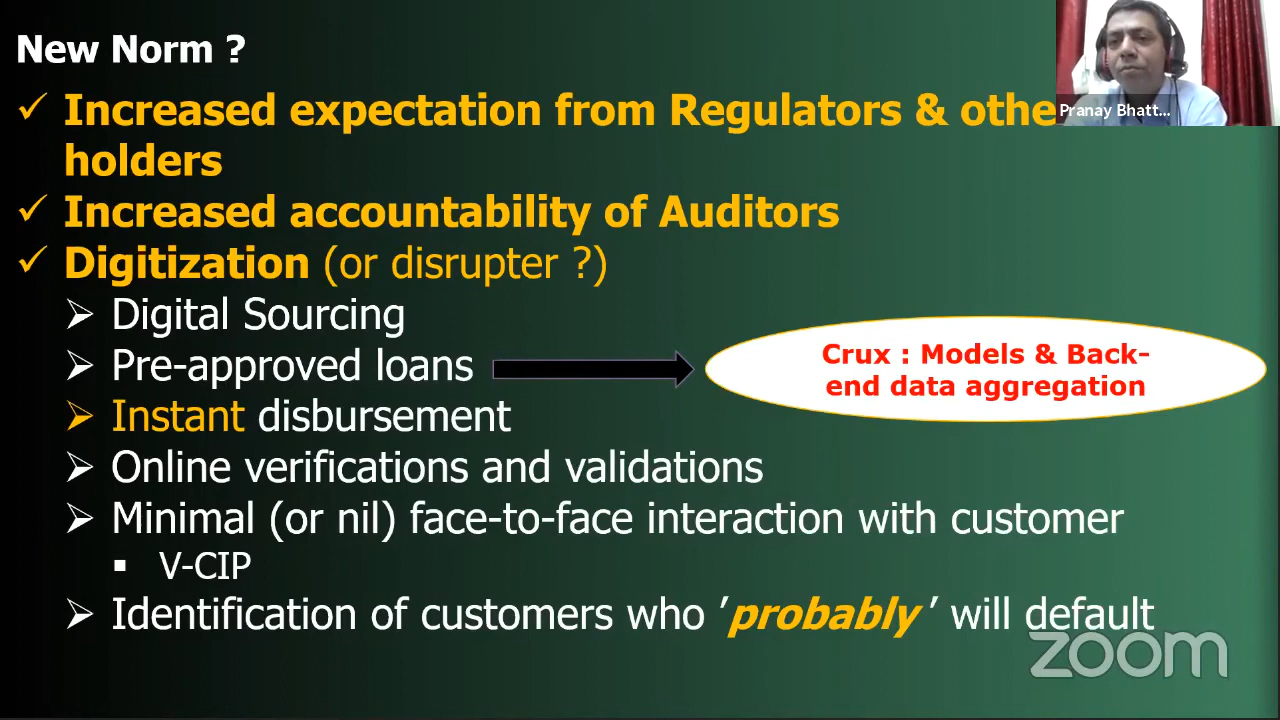 New Norm ?
✓ Increased expectation from Regulators & othe
holders
✓ Increased accountability of Auditors
✓ Digitization (or disrupter ?)
➢ Digital Sourcing
➢ Pre-approved loans
Crux : Models & Back-
end data aggregation
➢ Instant disbursement
➢ Online verifications and validations
➢ Minimal (or nil) face-to-face interaction with customer
▪ V-CIP
➢ Identification of customers who ’probably’ will default
Pranay Bhatt...
zoom